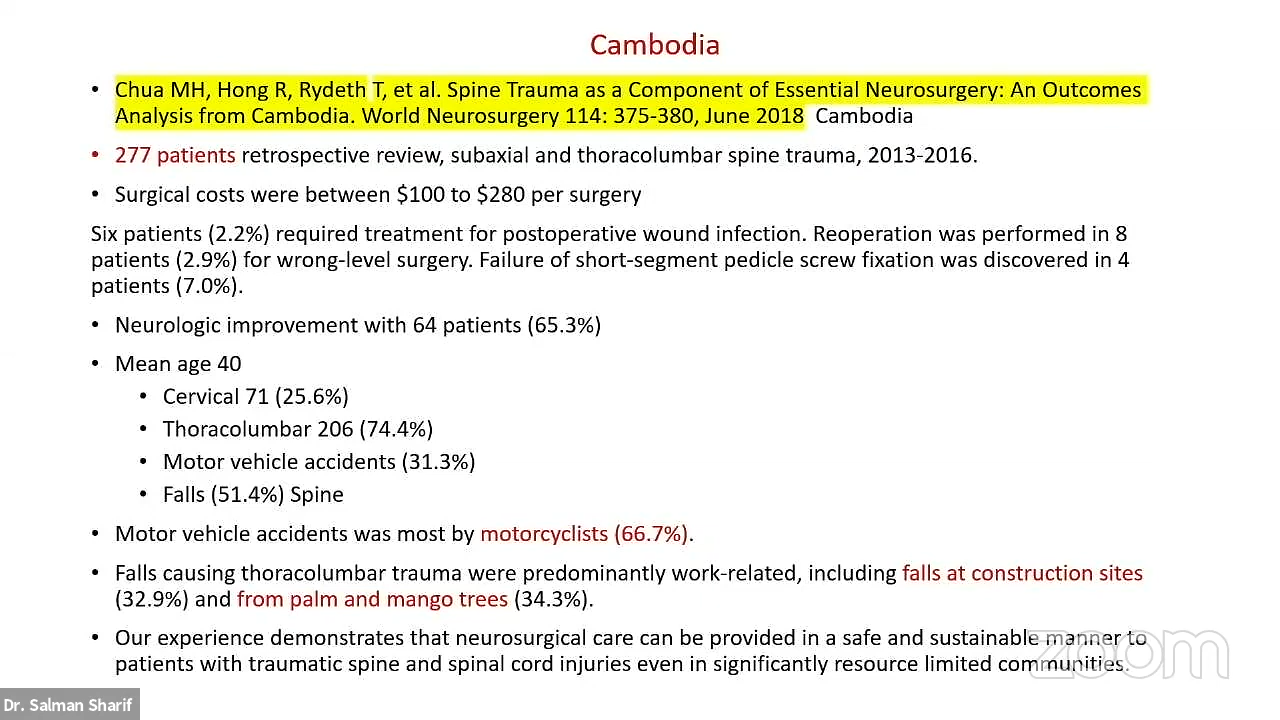 Cambodia
• Chua MH, Hong R, Rydeth T, et al. Spine Trauma as a Component of Essential Neurosurgery: An Outcomes
Analysis from Cambodia. World Neurosurgery 114: 375-380, June 2018  Cambodia
• 277 patients retrospective review, subaxial and thoracolumbar spine trauma, 2013-2016.
• Surgical costs were between $100 to $280 per surgery
Six patients (2.2%) required treatment for postoperative wound infection. Reoperation was performed in 8
patients (2.9%) for wrong-level surgery. Failure of short-segment pedicle screw fixation was discovered in 4
patients (7.0%).
• Neurologic improvement with 64 patients (65.3%)
• Mean age 40
• Cervical 71 (25.6%)
• Thoracolumbar 206 (74.4%)
• Motor vehicle accidents (31.3%)
• Falls (51.4%) Spine
• Motor vehicle accidents was most by motorcyclists (66.7%).
• Falls causing thoracolumbar trauma were predominantly work-related, including falls at construction sites
(32.9%) and from palm and mango trees (34.3%).
• Our experience demonstrates that neurosurgical care can be provided in a safe and sustainable manner to
patients with traumatic spine and spinal cord injuries even in significantly resource limited communities.
zoom
Dr. Salman Sharif